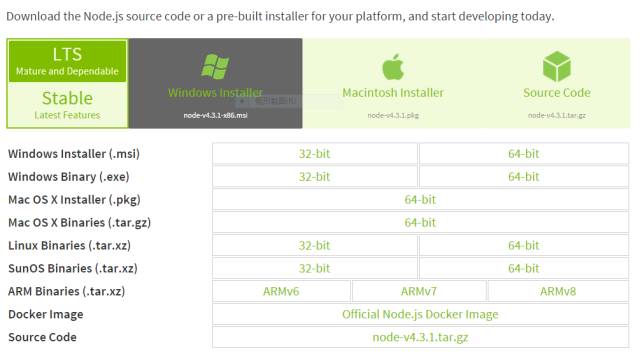 Download the Node.js source code or a pre-built installer for your platform, and start developing today.
LTS
Mature and Dependable
Stable
Latest Features
Windows Installer
node-v4.3.1-x86.msi
Macintosh Installer
node-v4.3.1.pkg
Source Code
node-v4.3.1.tar.gz
Windows Installer (.msi) 32-bit 64-bit
Windows Binary (.exe) 32-bit 64-bit
Mac OS X Installer (.pkg) 64-bit
Mac OS X Binaries (.tar.gz) 64-bit
Linux Binaries (.tar.xz) 32-bit 64-bit
SunOS Binaries (.tar.xz) 32-bit 64-bit
ARM Binaries (.tar.xz) ARMv6 ARMv7 ARMv8
Docker Image Official Node.js Docker Image
Source Code node-v4.3.1.tar.gz